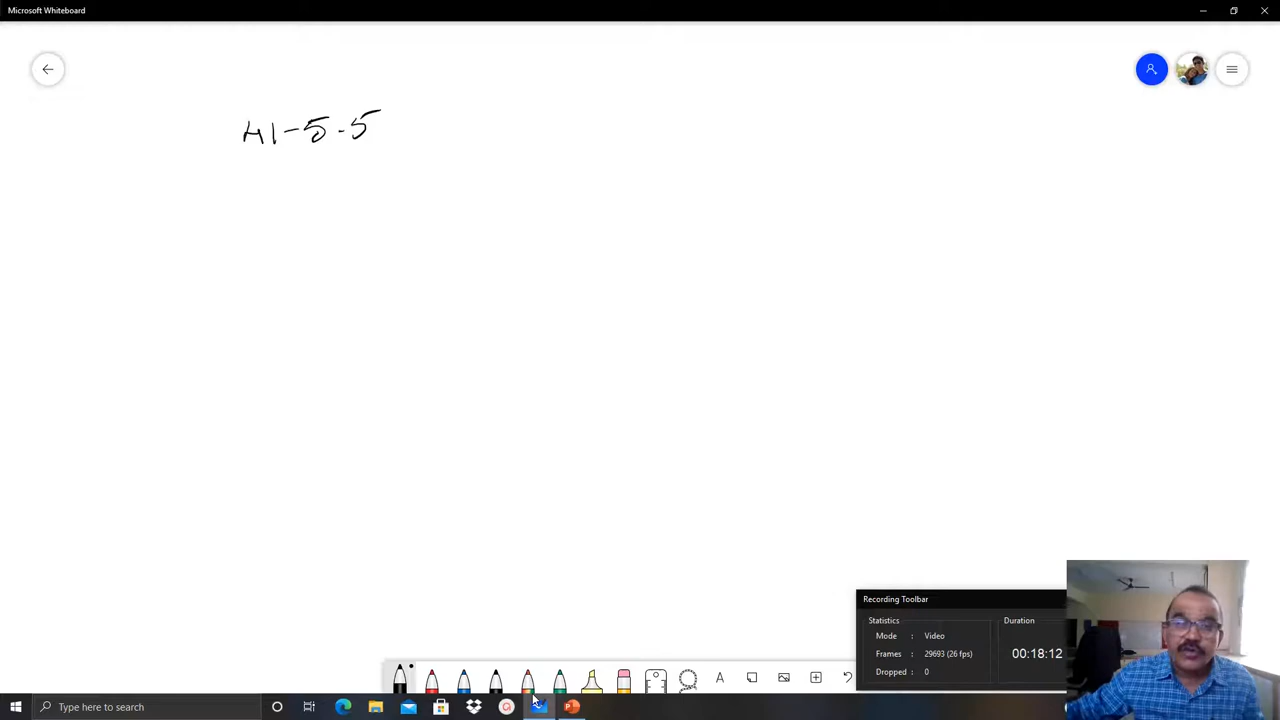 Microsoft Whiteboard
41-5-5
Recording Toolbar
Statistics
Duration
Mode : Video
Frames : 29693 (26 fps)
00:18:12
Dropped : 0
A
Type here to search